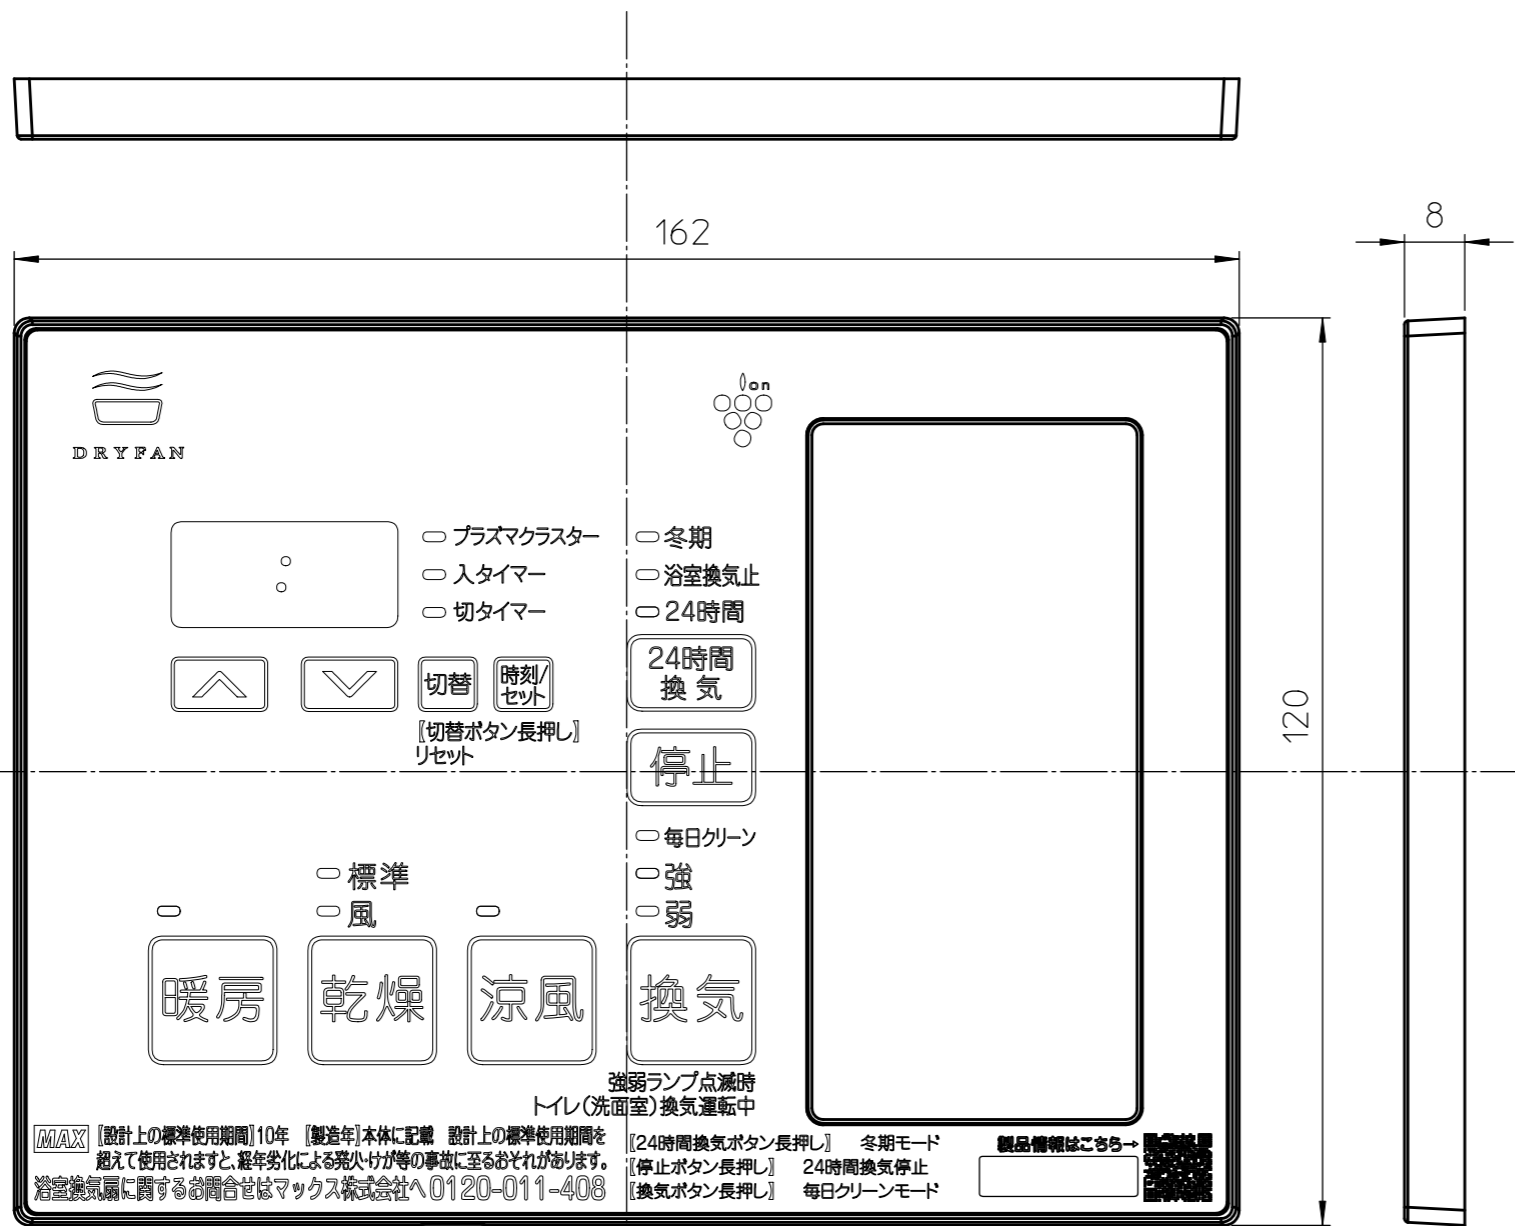 162
8
on
DRYFAN
プラズマクラスター
入タイマー
切タイマー
冬期
浴室換気止
24時間
切替
時刻/
セット
24時間
換気
〖切替ボタン長押し〗
リセット
停止
120
毎日クリーン
標準
風
強
弱
暖房
乾燥
涼風
換気
強弱ランプ点滅時
トイレ(洗面室)換気運転中
MAX 〖設計上の標準使用期間〗10年 〖製造年〗本体に記載 設計上の標準使用期間を
超えて使用されますと、経年劣化による発火・けが等の事故に至るおそれがあります。
浴室換気扇に関するお問合せはマックス株式会社へ0120-011-408
〖24時間換気ボタン長押し〗 冬期モード
〖停止ボタン長押し〗 24時間換気停止
〖換気ボタン長押し〗 毎日クリーンモード
製品情報はこちら→